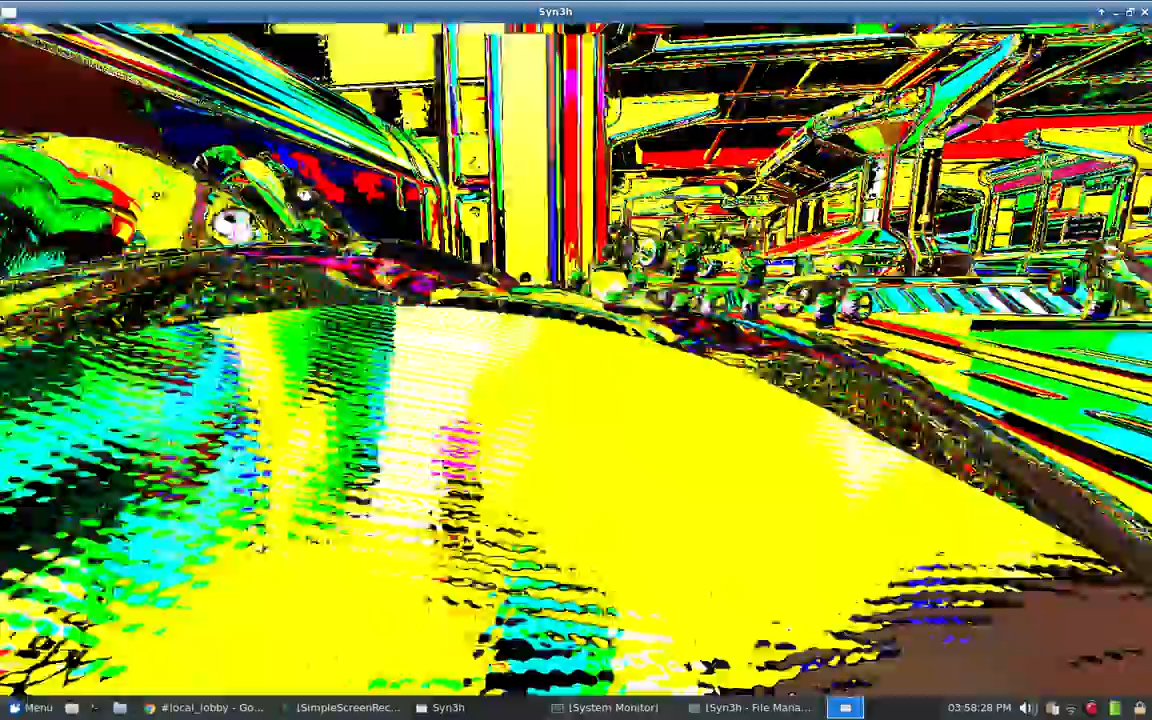 Syn3h
Menu
#local_lobby - Go...
[SimpleScreenRec...
Syn3h
[System Monitor]
[Syn3h - File Mana...
03:58:28 PM